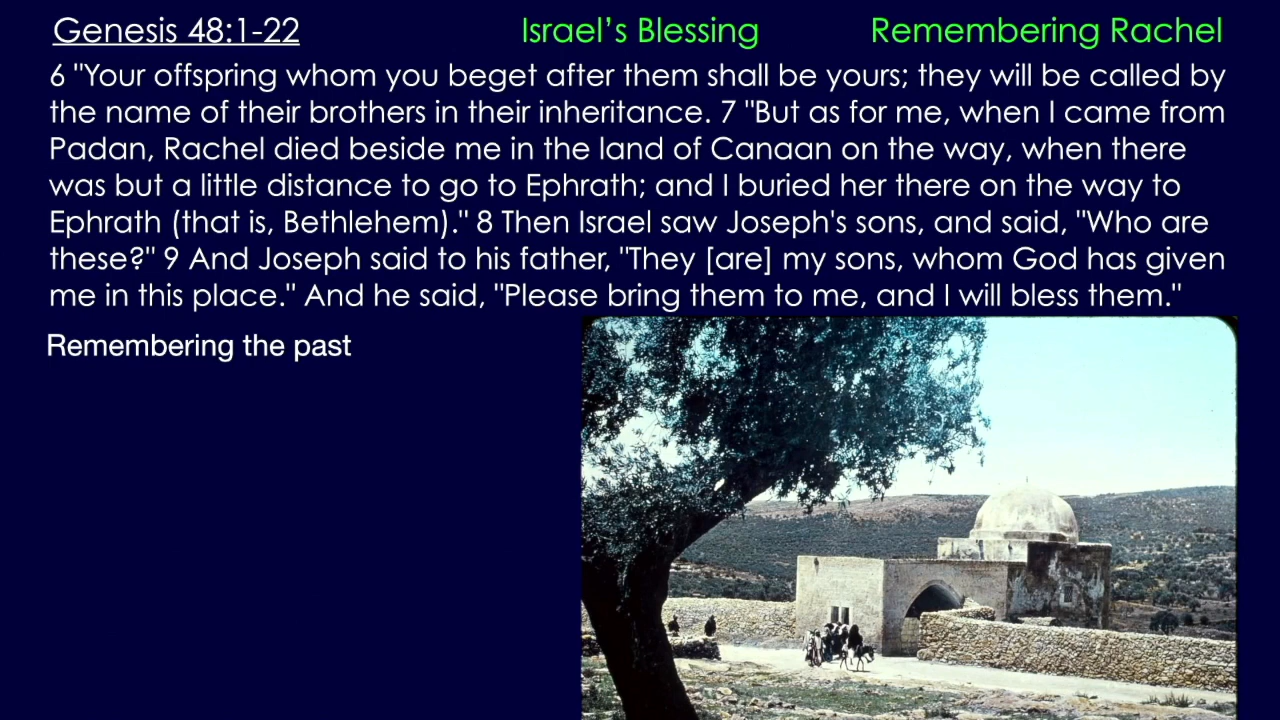 Genesis 48:1-22 Israel’s Blessing Remembering Rachel
6 "Your offspring whom you beget after them shall be yours; they will be called by
the name of their brothers in their inheritance. 7 "But as for me, when I came from
Padan, Rachel died beside me in the land of Canaan on the way, when there
was but a little distance to go to Ephrath; and I buried her there on the way to
Ephrath (that is, Bethlehem)." 8 Then Israel saw Joseph's sons, and said, "Who are
these?" 9 And Joseph said to his father, "They [are] my sons, whom God has given
me in this place." And he said, "Please bring them to me, and I will bless them."
Remembering the past